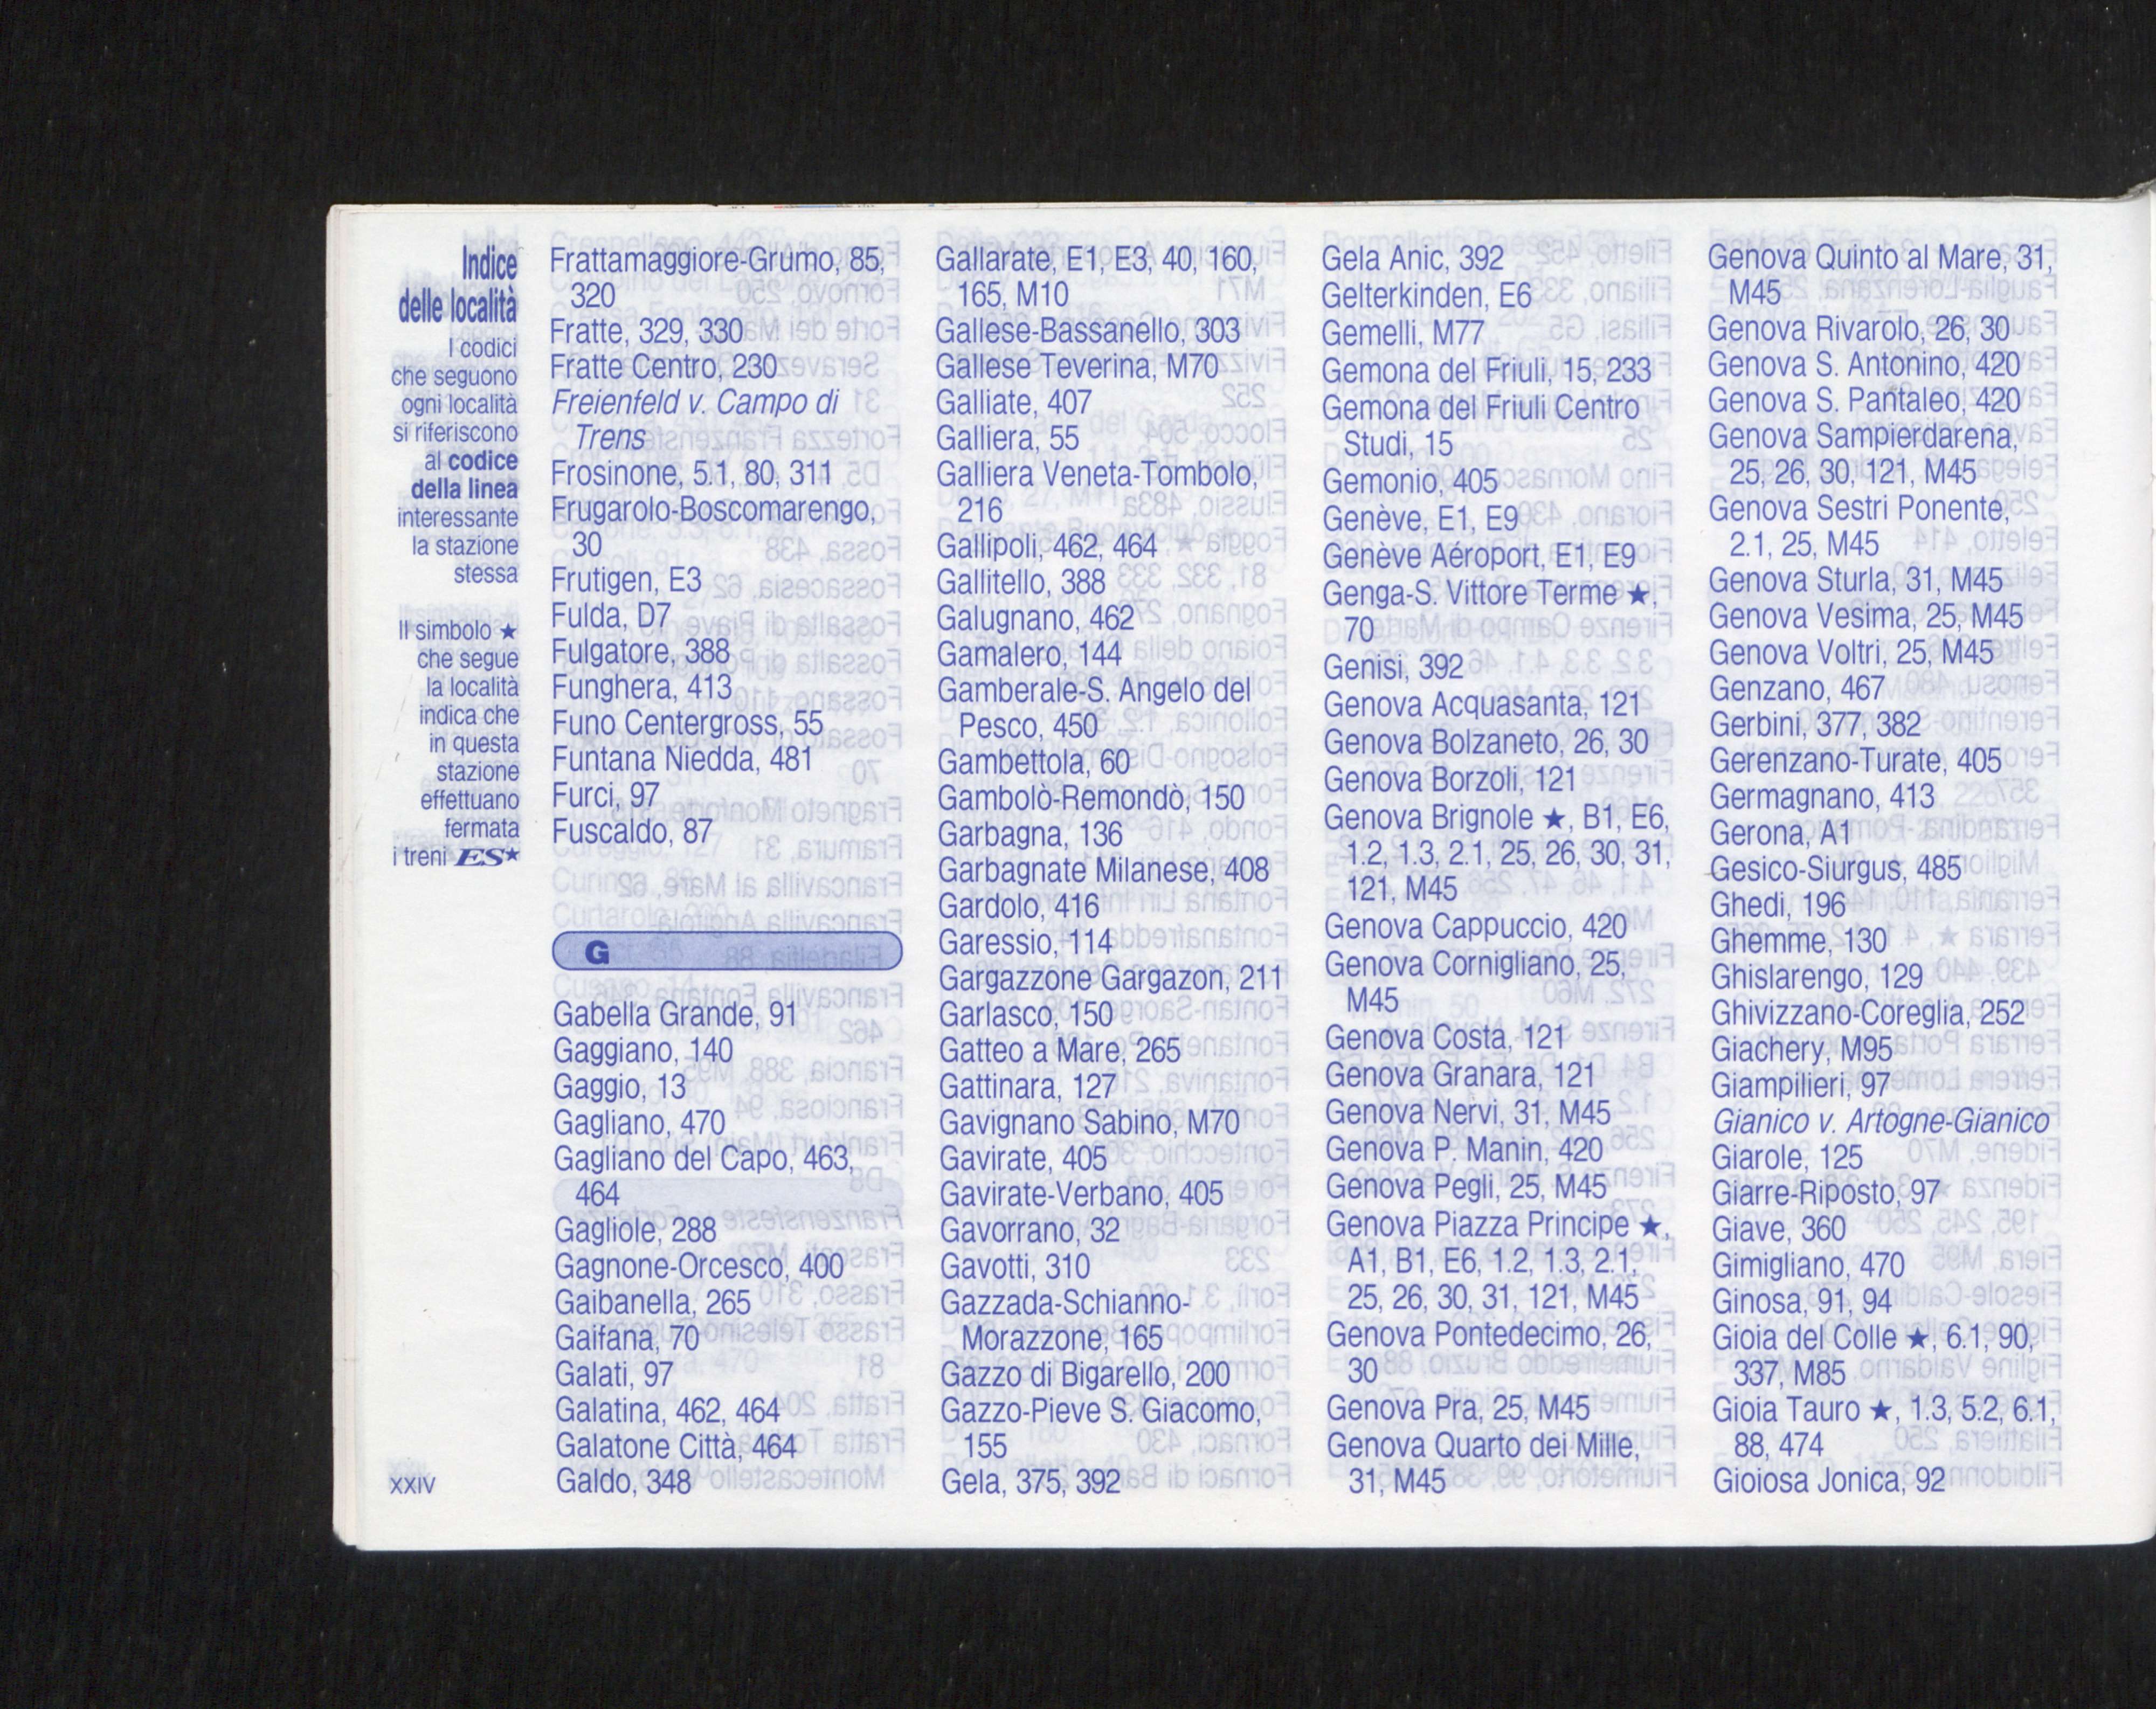 Indice
delle località
I codici
che seguono
ogni località
si riferiscono
al codice
della linea
interessante
la stazione
stessa
Il simbolo ★
che segue
la località
indica che
in questa
stazione
effettuano
fermata
i treni ES★
XXIV
Frattamaggiore-Grumo, 85,
320
Fratte, 329, 330
Fratte Centro, 230
Freienfeld v. Campo di
Trens
Frosinone, 5.1, 80, 311
Frugarolo-Boscomarengo,
30
Frutigen, E3
Fulda, D7
Fulgatore, 388
Funghera, 413
Funo Centergross, 55
Funtana Niedda, 481
Furci, 97
Fuscaldo, 87
G
Gabella Grande, 91
Gaggiano, 140
Gaggio, 13
Gagliano, 470
Gagliano del Capo, 463,
464
Gagliole, 288
Gagnone-Orcesco, 400
Gaibanella, 265
Gaifana, 70
Galati, 97
Galatina, 462, 464
Galatone Città, 464
Galdo, 348
Gallarate, E1, E3, 40, 160,
165, M10
Gallese-Bassanello, 303
Gallese Teverina, M70
Galliate, 407
Galliera, 55
Galliera Veneta-Tombolo,
216
Gallipoli, 462, 464
Gallitello, 388
Galugnano, 462
Gamalero, 144
Gamberale-S. Angelo del
Pesco, 450
Gambettola, 60
Gambolò-Remondò, 150
Garbagna, 136
Garbagnate Milanese, 408
Gardolo, 416
Garessio, 114
Gargazzone Gargazon, 211
Garlasco, 150
Gatteo a Mare, 265
Gattinara, 127
Gavignano Sabino, M70
Gavirate, 405
Gavirate-Verbano, 405
Gavorrano, 32
Gavotti, 310
Gazzada-Schianno-
Morazzone, 165
Gazzo di Bigarello, 200
Gazzo-Pieve S. Giacomo,
155
Gela, 375, 392
Gela Anic, 392
Gelterkinden, E6
Gemelli, M77
Gemona del Friuli, 15, 233
Gemona del Friuli Centro
Studi, 15
Gemonio, 405
Genève, E1, E9
Genève Aéroport, E1, E9
Genga-S. Vittore Terme ★,
70
Genisi, 392
Genova Acquasanta, 121
Genova Bolzaneto, 26, 30
Genova Borzoli, 121
Genova Brignole ★, B1, E6,
1.2, 1.3, 2.1, 25, 26, 30, 31,
121, M45
Genova Cappuccio, 420
Genova Cornigliano, 25,
M45
Genova Costa, 121
Genova Granara, 121
Genova Nervi, 31, M45
Genova P. Manin, 420
Genova Pegli, 25, M45
Genova Piazza Principe ★,
A1, B1, E6, 1.2, 1.3, 2.1,
25, 26, 30, 31, 121, M45
Genova Pontedecimo, 26,
30
Genova Pra, 25, M45
Genova Quarto dei Mille,
31, M45
Genova Quinto al Mare, 31,
M45
Genova Rivarolo, 26, 30
Genova S. Antonino, 420
Genova S. Pantaleo, 420
Genova Sampierdarena,
25, 26, 30, 121, M45
Genova Sestri Ponente,
2.1, 25, M45
Genova Sturla, 31, M45
Genova Vesima, 25, M45
Genova Voltri, 25, M45
Genzano, 467
Gerbini, 377, 382
Gerenzano-Turate, 405
Germagnano, 413
Gerona, A1
Gesico-Siurgus, 485
Ghedi, 196
Ghemme, 130
Ghislarengo, 129
Ghivizzano-Coreglia, 252
Giachery, M95
Giampilieri, 97
Gianico v. Artogne-Gianico
Giarole, 125
Giarre-Riposto, 97
Giave, 360
Gimigliano, 470
Ginosa, 91, 94
Gioia del Colle ★, 6.1, 90,
337, M85
Gioia Tauro ★, 1.3, 5.2, 6.1,
88, 474
Gioiosa Jonica, 92